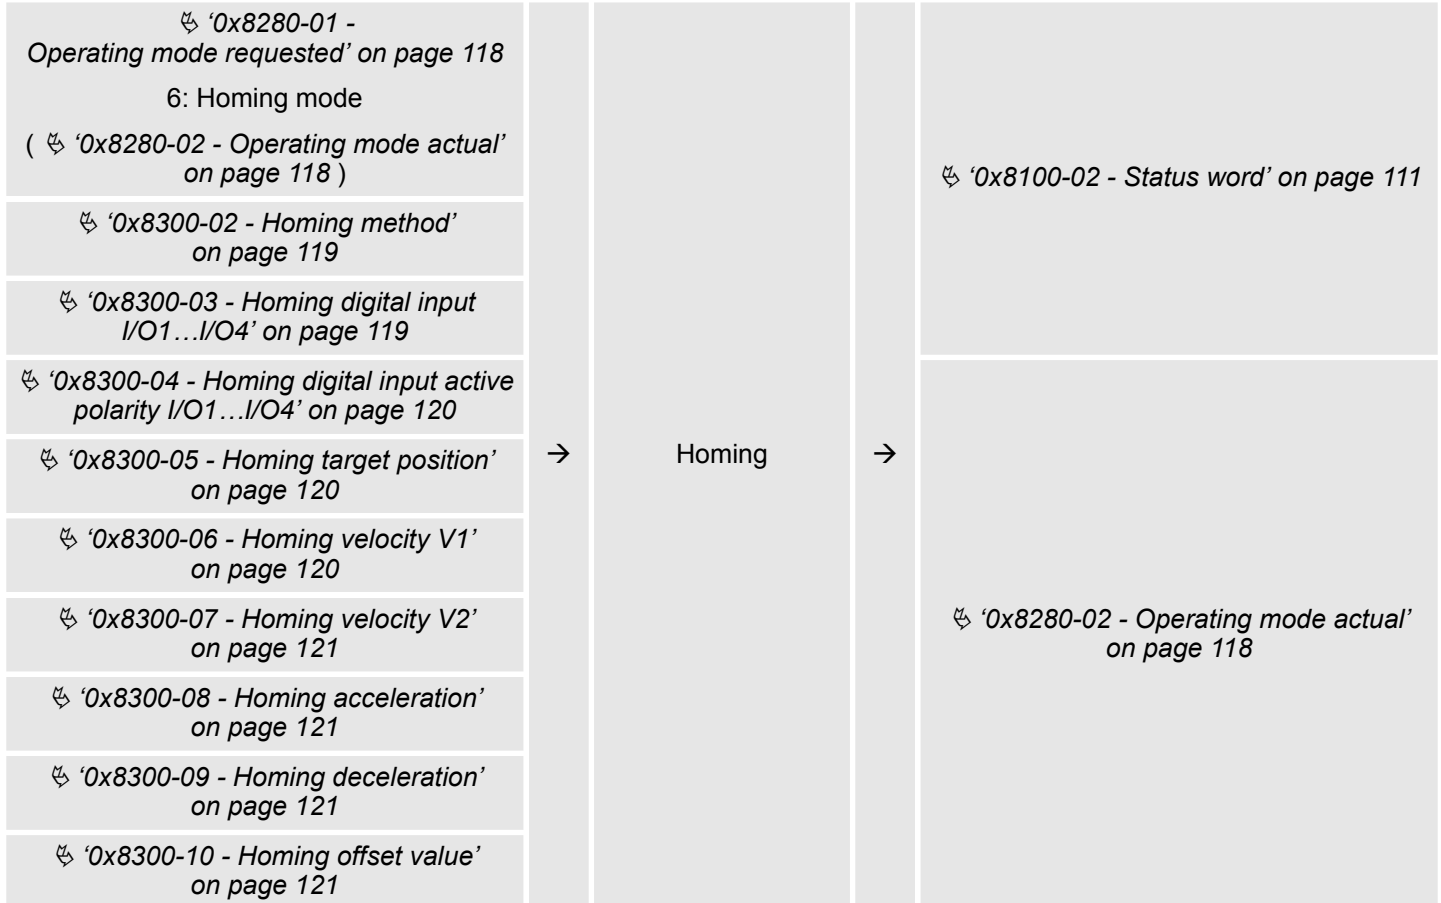 ↳ ‘0x8280-01 -
Operating mode requested’ on page 118
6: Homing mode
( ↳ ‘0x8280-02 - Operating mode actual’
on page 118 )
↳ ‘0x8300-02 - Homing method’
on page 119
↳ ‘0x8300-03 - Homing digital input
I/O1…I/O4’ on page 119
↳ ‘0x8300-04 - Homing digital input active
polarity I/O1…I/O4’ on page 120
↳ ‘0x8300-05 - Homing target position’
on page 120
↳ ‘0x8300-06 - Homing velocity V1’
on page 120
↳ ‘0x8300-07 - Homing velocity V2’
on page 121
↳ ‘0x8300-08 - Homing acceleration’
on page 121
↳ ‘0x8300-09 - Homing deceleration’
on page 121
↳ ‘0x8300-10 - Homing offset value’
on page 121
→
Homing
→
↳ ‘0x8100-02 - Status word’ on page 111
↳ ‘0x8280-02 - Operating mode actual’
on page 118